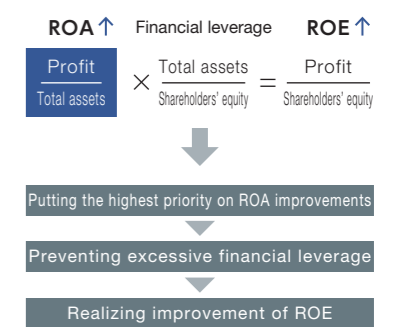 ROA↑ Financial leverage ROE↑
Profit Total assets Profit
× =
Total assets Shareholders' equity Shareholders' equity
Putting the highest priority on ROA improvements
Preventing excessive financial leverage
Realizing improvement of ROE